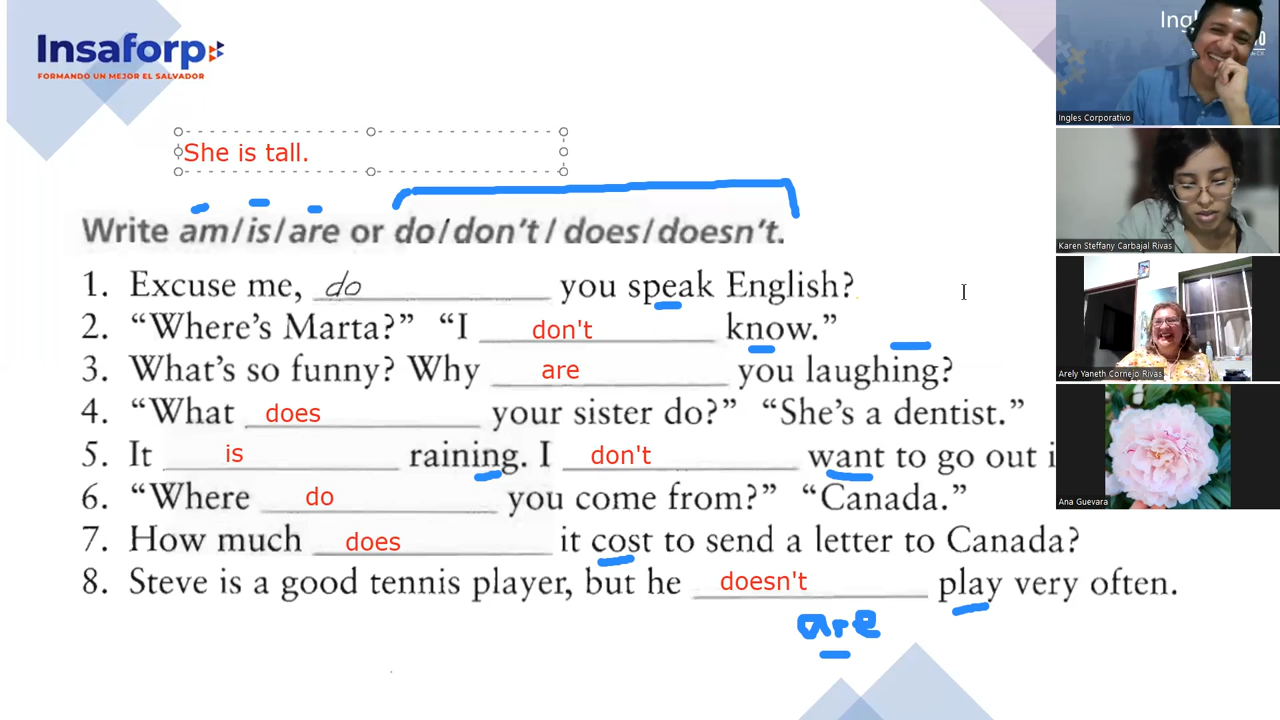 Insaforp
FORMANDO UN MEJOR EL SALVADOR
Ing
Ingles Corporativo
She is tall.
Karen Steffany Carbajal Rivas
Write am/is/are or do/don't/does/doesn't.
1. Excuse me, do you speak English?
2. “Where's Marta?” “I don't know.”
3. What's so funny? Why are you laughing?
Arely Yaneth Cornejo Rivas
4. “What does your sister do?” “She's a dentist.”
5. It is raining. I don't want to go out i
6. “Where do you come from?” “Canada.”
Ana Guevara
7. How much does it cost to send a letter to Canada?
8. Steve is a good tennis player, but he doesn't play very often.
are